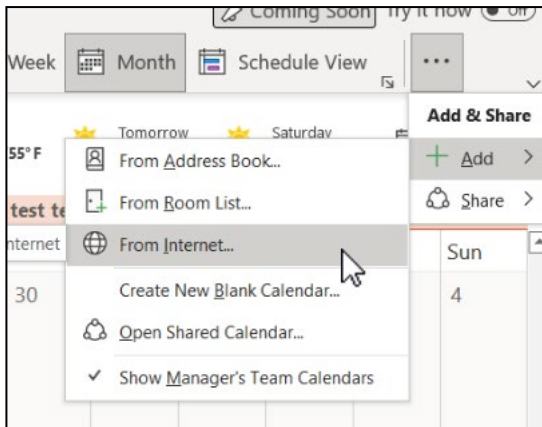 Coming Soon Try it now Off
Week Month Schedule View ...
Add & Share
Tomorrow Saturday
55° F
From Address Book... Add
test
From Room List... Share
From Internet... Sun
30 Create New Blank Calendar... 4
Open Shared Calendar...
Show Manager's Team Calendars